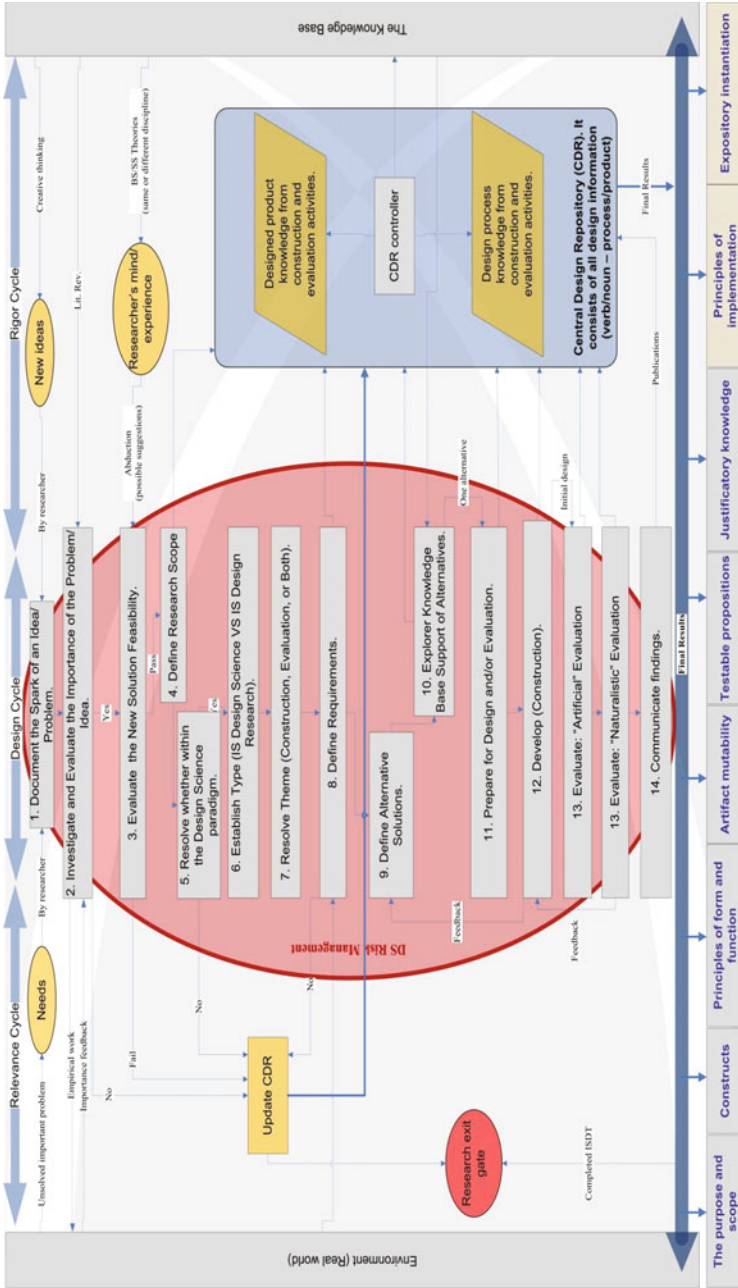 Relevance Cycle
Design Cycle
Rigor Cycle
Environment (Real world)
The Knowledge Base
Unsolved important problem
Needs
By researcher
1. Document the Spark of an Idea/
Problem.
By researcher
New ideas
Creative thinking
Empirical work
Importance feedback
2. Investigate and Evaluate the Importance of the Problem/
Idea.
Lit. Rev.
No
Yes
Fail
3. Evaluate the New Solution Feasibility.
Abduction
(possible suggestions)
Researcher's mind/
experience
BS/SS Theories
(same or different discipline)
Pass
4. Define Research Scope
No
5. Resolve whether within
the Design Science
paradigm.
Yes
6. Establish Type (IS Design Science VS IS Design
Research).
7. Resolve Theme (Construction, Evaluation, or Both).
No
8. Define Requirements.
Update CDR
DS Risk Management
9. Define Alternative
Solutions.
10. Explorer Knowledge
Base Support of Alternatives.
One alternative
Feedback
11. Prepare for Design and/or Evaluation.
12. Develop (Construction).
Initial design
13. Evaluate: "Artificial" Evaluation
Feedback
13. Evaluate: "Naturalistic" Evaluation
14. Communicate findings.
Publications
Designed product
knowledge from
construction and
evaluation activities.
CDR controller
Design process
knowledge from
construction and
evaluation activities.
Central Design Repository (CDR). It
consists of all design information
(verb/noun – process/product)
Final Results
Research exit
gate
Completed ISDT
Final Results
The purpose and
scope
Constructs
Principles of form and
function
Artifact mutability
Testable propositions
Justificatory knowledge
Principles of
implementation
Expository instantiation